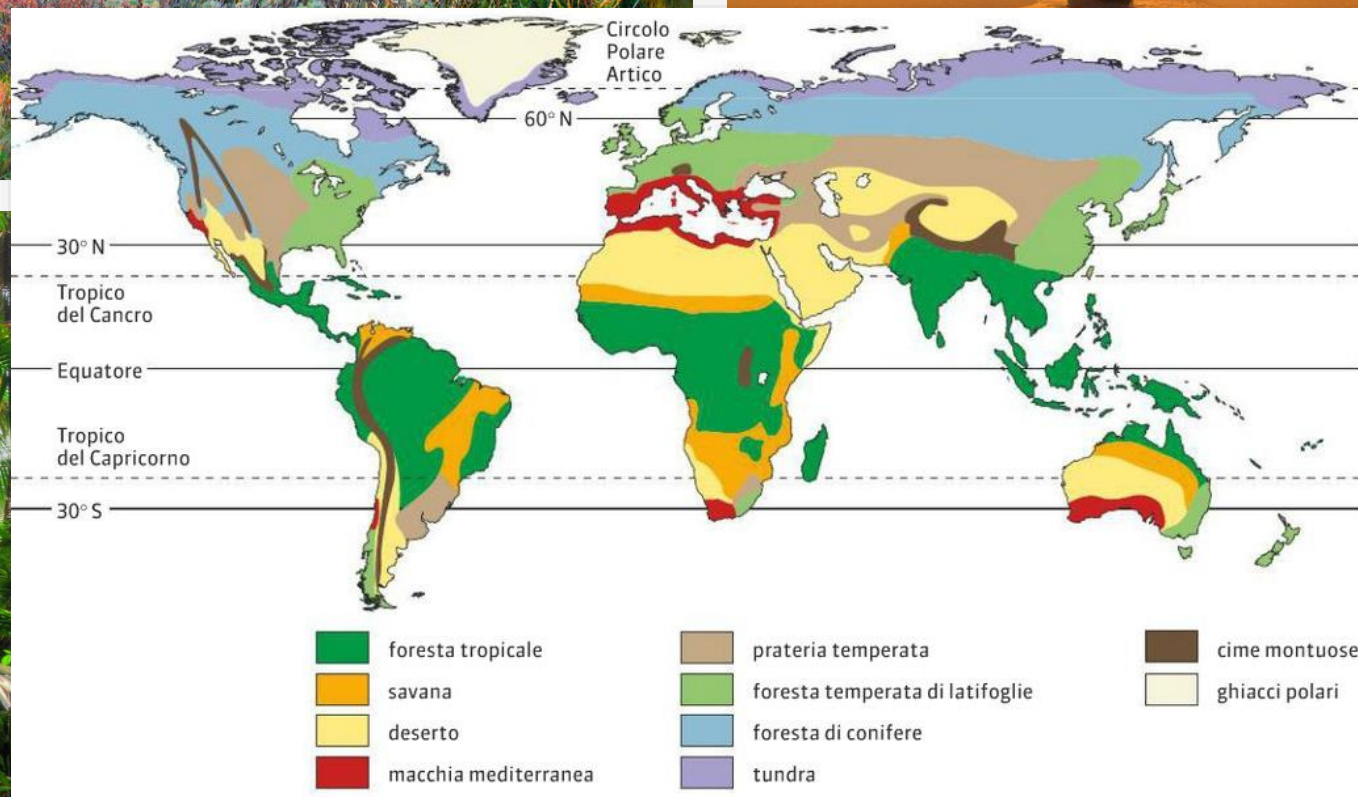 Circolo
Polare
Artico
60° N
30° N
Tropico
del Cancro
Equatore
Tropico
del Capricorno
30° S
foresta tropicale
savana
deserto
macchia mediterranea
prateria temperata
foresta temperata di latifoglie
foresta di conifere
tundra
cime montuose
ghiacci polari